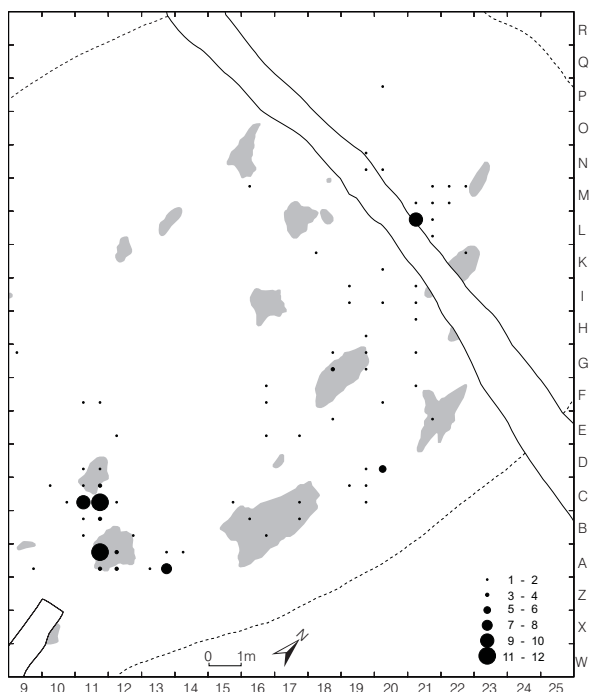 R
Q
P
O
N
M
L
K
I
H
G
F
E
D
C
B
A
Z
X
W
1 - 2
3 - 4
5 - 6
7 - 8
9 - 10
11 - 12
0 1m
N
9 10 11 12 13 14 15 16 17 18 19 20 21 22 23 24 25